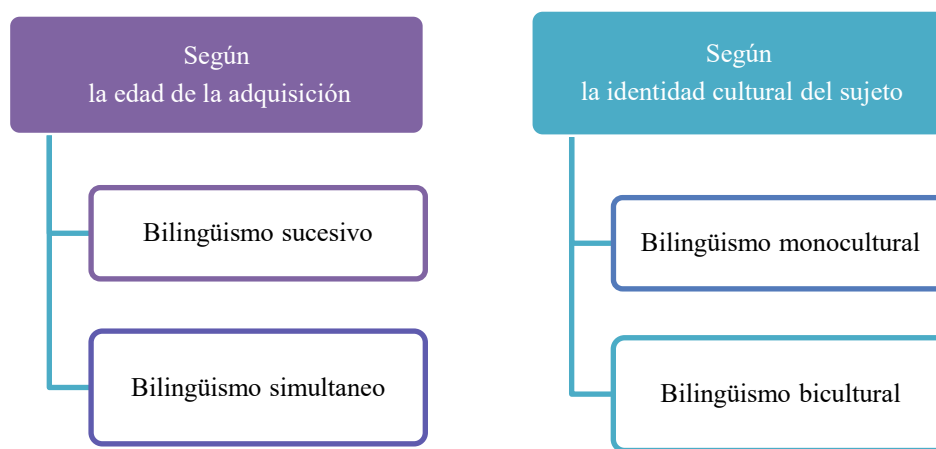 Según
la edad de la adquisición
Bilingüismo sucesivo
Bilingüismo simultaneo
Según
la identidad cultural del sujeto
Bilingüismo monocultural
Bilingüismo bicultural